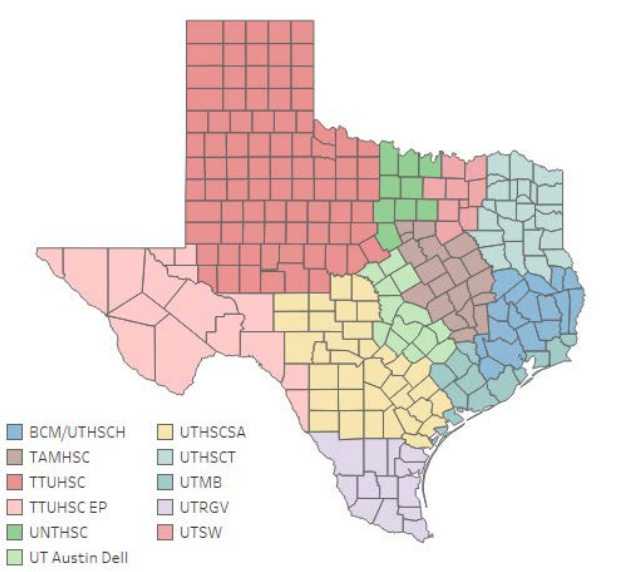 BCM/UTHSCH
TAMHSC
TTUHSC
TTUHSC EP
UNTHSC
UT Austin Dell
UTHSCSA
UTHSCT
UTMB
UTRGV
UTSW